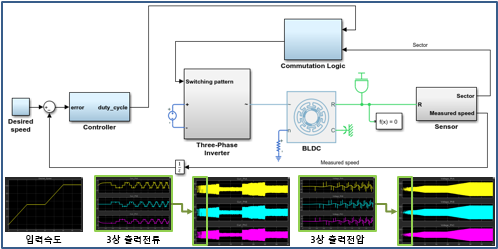 Commutation Logic
Sector
Switching pattern
Desired
speed
error
duty_cycle
Controller
+
-
Three-Phase
Inverter
R
n
C
BLDC
f(x) = 0
R
Sector
Measured speed
Sensor
Measured speed
입력속도
3상 출력전류
3상 출력전압